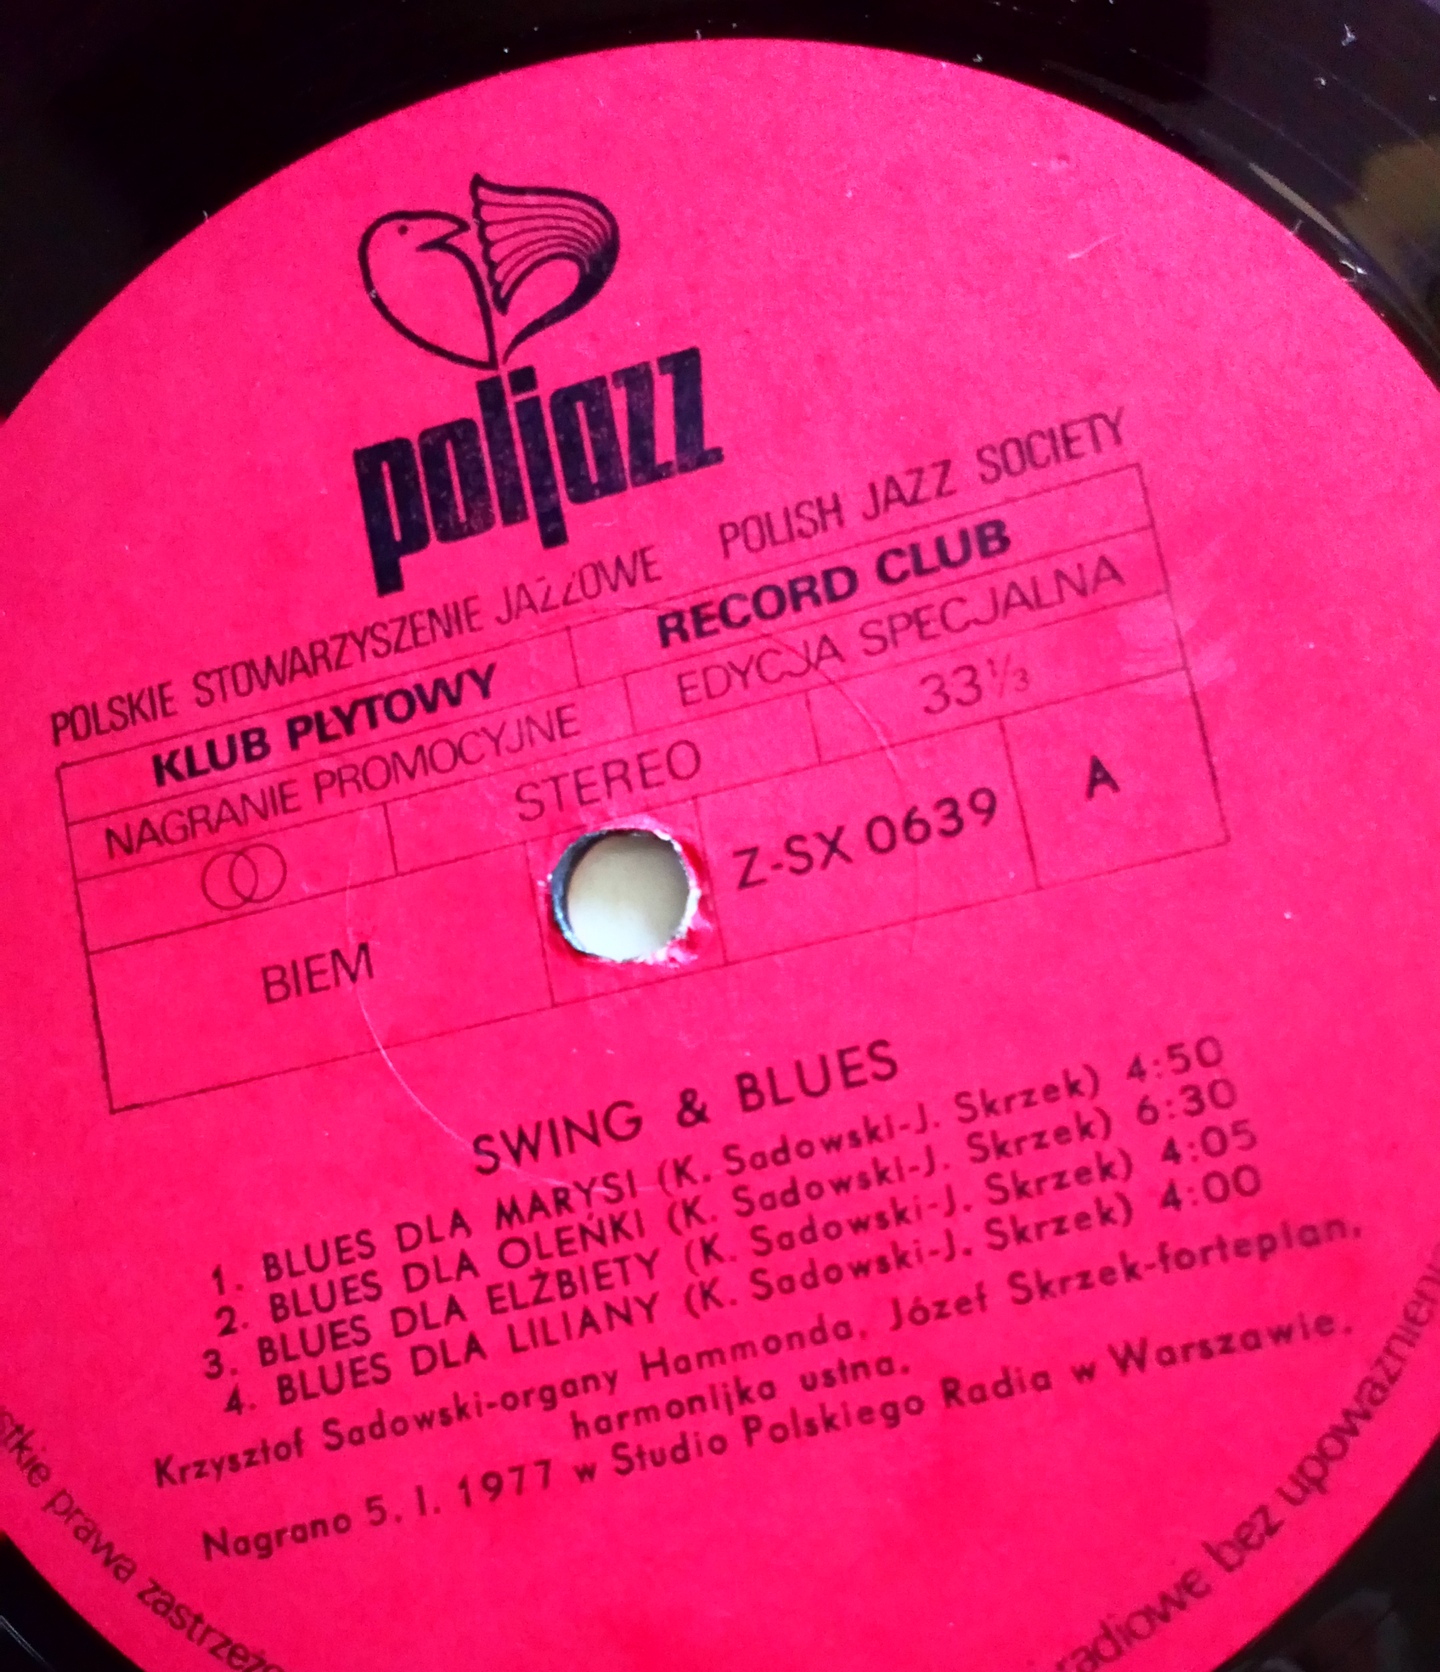 poljazz
POLSKIE STOWARZYSZENIE JAZZOWE POLISH JAZZ SOCIETY
KLUB PŁYTOWY RECORD CLUB
NAGRANIE PROMOCYJNE EDYCJA SPECJALNA
STEREO 33⅓
BIEM Z-SX 0639 A
SWING & BLUES
1. BLUES DLA MARYSI (K. Sadowski-J. Skrzek) 4:50
2. BLUES DLA OLEŃKI (K. Sadowski-J. Skrzek) 6:30
3. BLUES DLA ELŻBIETY (K. Sadowski-J. Skrzek) 4:05
4. BLUES DLA LILIANY (K. Sadowski-J. Skrzek) 4:00
Krzysztof Sadowski-organy Hammonda, Józef Skrzek-fortepian,
harmonijka ustna.
Nagrano 5. I. 1977 w Studio Polskiego Radia w Warszawie.
prawa
bez